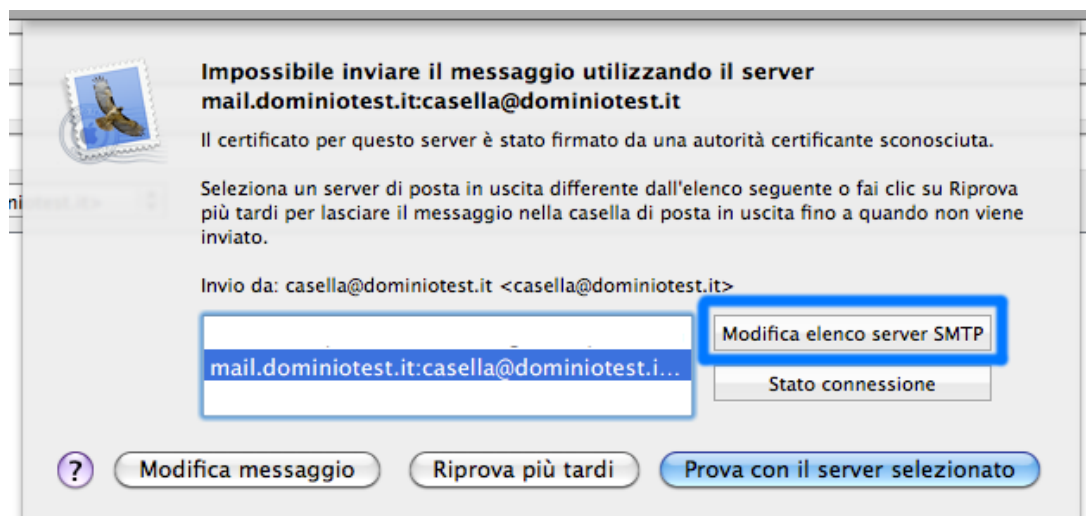 Impossibile inviare il messaggio utilizzando il server
mail.dominiotest.it:casella@dominiotest.it
Il certificato per questo server è stato firmato da una autorità certificante sconosciuta.
Seleziona un server di posta in uscita differente dall'elenco seguente o fai clic su Riprova
più tardi per lasciare il messaggio nella casella di posta in uscita fino a quando non viene
inviato.
Invio da: casella@dominiotest.it <casella@dominiotest.it>
Modifica elenco server SMTP
mail.dominiotest.it:casella@dominiotest.i...
Stato connessione
? Modifica messaggio Riprova più tardi Prova con il server selezionato